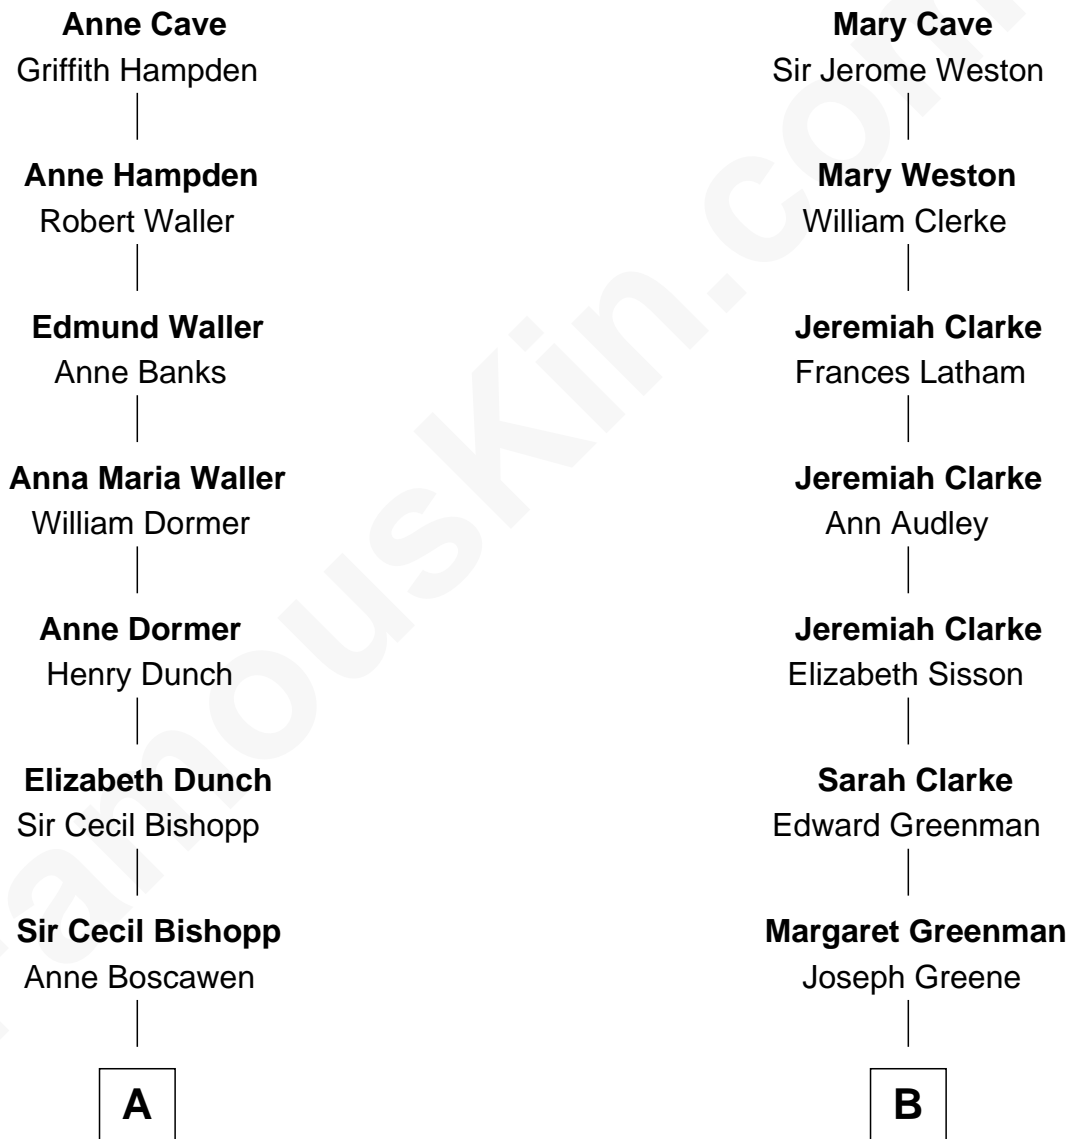 Anne Cave
Griffith Hampden
Anne Hampden
Robert Waller
Edmund Waller
Anne Banks
Anna Maria Waller
William Dormer
Anne Dormer
Henry Dunch
Elizabeth Dunch
Sir Cecil Bishopp
Sir Cecil Bishopp
Anne Boscawen
A
Mary Cave
Sir Jerome Weston
Mary Weston
William Clerke
Jeremiah Clarke
Frances Latham
Jeremiah Clarke
Ann Audley
Jeremiah Clarke
Elizabeth Sisson
Sarah Clarke
Edward Greenman
Margaret Greenman
Joseph Greene
B
FamousKin.com